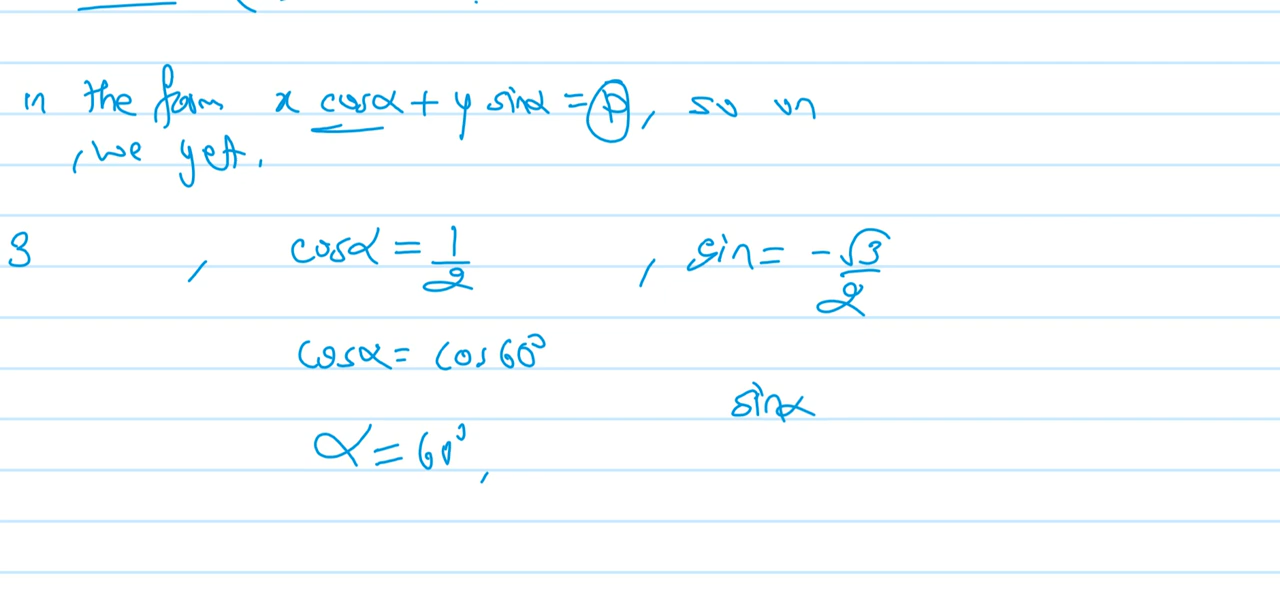 in the form x cosα + y sinα = p, so on
, we get.
3 , cosα = 1/2 , sin = -√3/2
cosα = cos 60°
sinα
α = 60°,